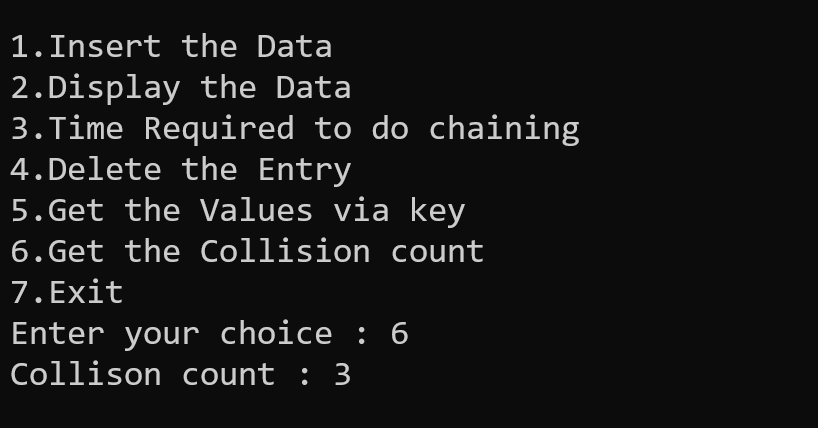 1.Insert the Data
2.Display the Data
3.Time Required to do chaining
4.Delete the Entry
5.Get the Values via key
6.Get the Collision count
7.Exit
Enter your choice : 6
Collison count : 3